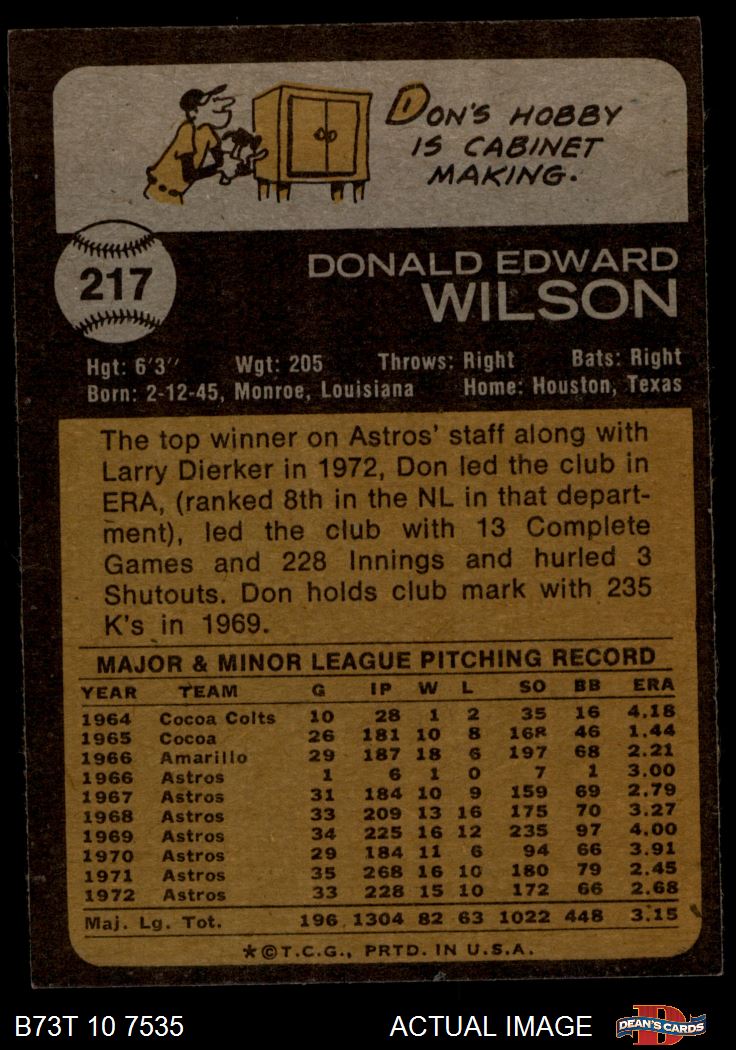 DON'S HOBBY
IS CABINET
MAKING.
217
DONALD EDWARD
WILSON
Hgt: 6'3" Wgt: 205 Throws: Right Bats: Right
Born: 2-12-45, Monroe, Louisiana Home: Houston, Texas
The top winner on Astros' staff along with
Larry Dierker in 1972, Don led the club in
ERA, (ranked 8th in the NL in that depart-
ment), led the club with 13 Complete
Games and 228 Innings and hurled 3
Shutouts. Don holds club mark with 235
K's in 1969.
MAJOR & MINOR LEAGUE PITCHING RECORD
YEAR TEAM G IP W L SO BB ERA
1964 Cocoa Colts 10 28 1 2 35 16 4.18
1965 Cocoa 26 181 10 8 168 46 1.44
1966 Amarillo 29 187 18 6 197 68 2.21
1966 Astros 1 6 1 0 7 1 3.00
1967 Astros 31 184 10 9 159 69 2.79
1968 Astros 33 209 13 16 175 70 3.27
1969 Astros 34 225 16 12 235 97 4.00
1970 Astros 29 184 11 6 94 66 3.91
1971 Astros 35 268 16 10 180 79 2.45
1972 Astros 33 228 15 10 172 66 2.68
Maj. Lg. Tot. 196 1304 82 63 1022 448 3.15
*©T.C.G., PRTD. IN U.S.A.
B73T 10 7535 ACTUAL IMAGE D DEAN'S CARDS